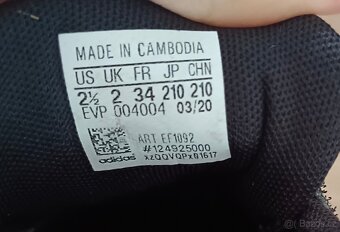 MADE IN CAMBODIA
US UK FR JP CHN
2½ 2 34 210 210
EVP 004004 03/20
ART EF1092
#124925000
xzQQVQPxQ1617
adidas